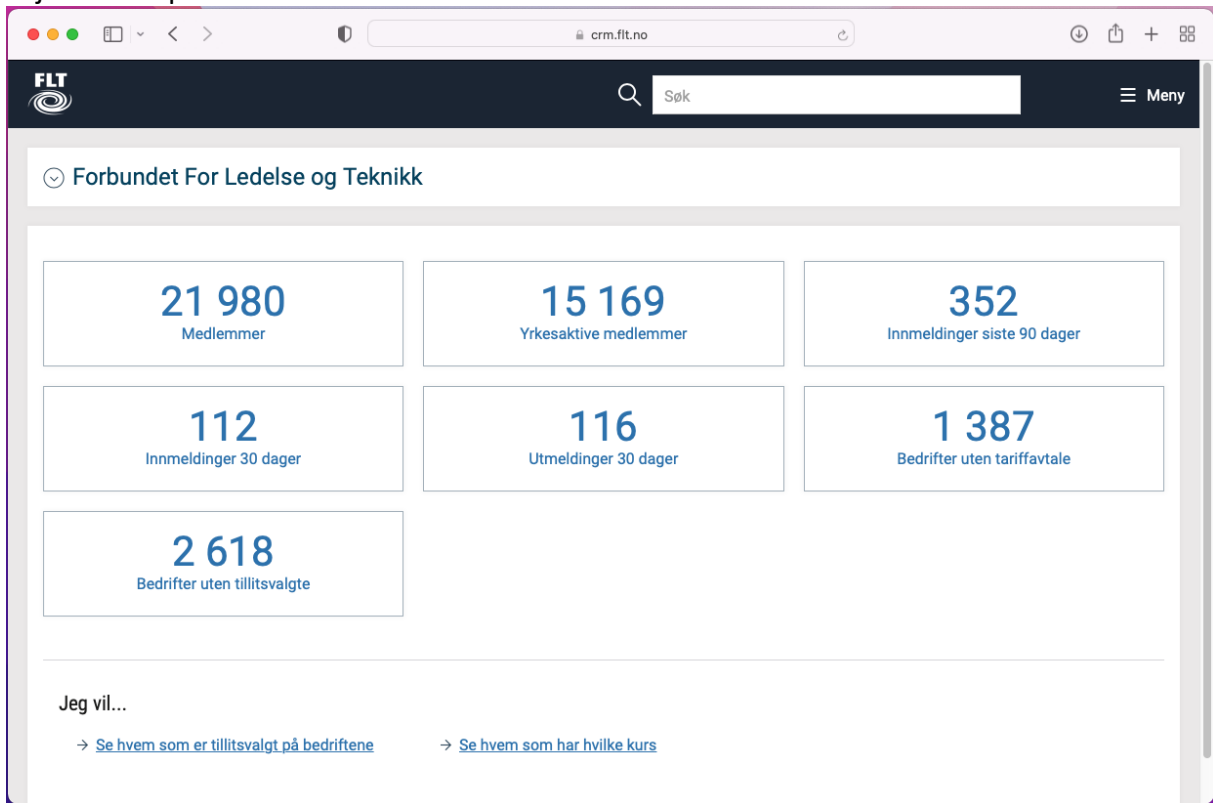 crm.flt.no
FLT
Søk
Meny
Forbundet For Ledelse og Teknikk
21 980
Medlemmer
15 169
Yrkesaktive medlemmer
352
Innmeldinger siste 90 dager
112
Innmeldinger 30 dager
116
Utmeldinger 30 dager
1 387
Bedrifter uten tariffavtale
2 618
Bedrifter uten tillitsvalgte
Jeg vil...
Se hvem som er tillitsvalgt på bedriftene
Se hvem som har hvilke kurs